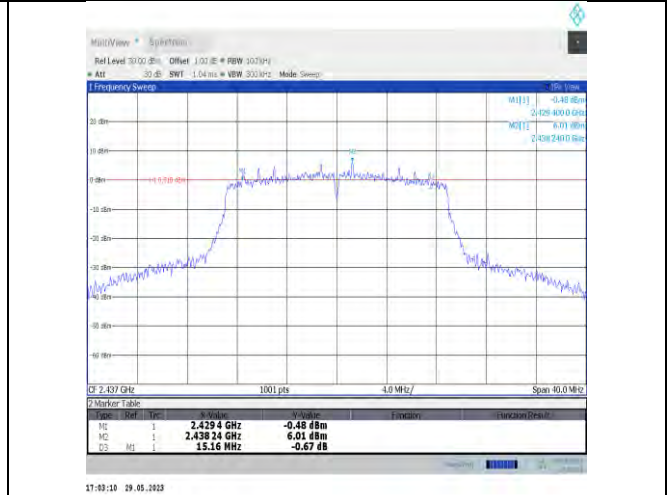 MultiView Spectrum
Ref Level 30.00 dBm Offset 1.00 dB RBW 100 kHz
Att 30 dB SWT 1.04 ms VBW 300 kHz Mode Sweep
1 Frequency Sweep
M1[1] -0.48 dBm
2.429 400 0 GHz
M2[1] 6.01 dBm
2.438 240 0 GHz
20 dBm
10 dBm
M2
M1
0 dBm
-10 dBm
-20 dBm
-30 dBm
-40 dBm
-50 dBm
-60 dBm
CF 2.437 GHz 1001 pts 4.0 MHz/ Span 40.0 MHz
2 Marker Table
Type Ref Trc X-Value Y-Value Function Function Result
M1 1 2.429 4 GHz -0.48 dBm
M2 1 2.438 24 GHz 6.01 dBm
D3 M1 1 15.16 MHz -0.67 dB
17:03:10 29.05.2023